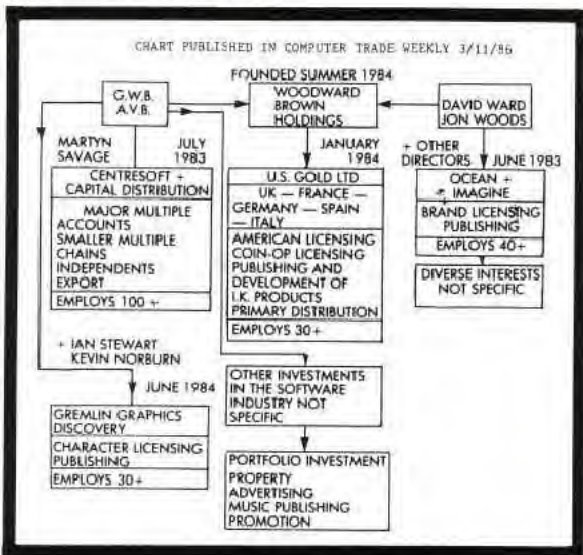 CHART PUBLISHED IN COMPUTER TRADE WEEKLY 3/11/86
FOUNDED SUMMER 1984
G.W.B.
A.V.B.
WOODWARD
BROWN
HOLDINGS
DAVID WARD
JON WOODS
MARTYN
SAVAGE
JULY
1983
CENTRESOFT +
CAPITAL DISTRIBUTION
MAJOR MULTIPLE
ACCOUNTS
SMALLER MULTIPLE
CHAINS
INDEPENDENTS
EXPORT
EMPLOYS 100 +
JANUARY
1984
U.S. GOLD LTD
UK — FRANCE —
GERMANY — SPAIN
— ITALY
AMERICAN LICENSING
COIN-OP LICENSING
PUBLISHING AND
DEVELOPMENT OF
I.K. PRODUCTS
PRIMARY DISTRIBUTION
EMPLOYS 30+
+ OTHER
DIRECTORS
JUNE 1983
OCEAN +
IMAGINE
BRAND LICENSING
PUBLISHING
EMPLOYS 40+
DIVERSE INTERESTS
NOT SPECIFIC
+ IAN STEWART
KEVIN NORBURN
JUNE 1984
GREMLIN GRAPHICS
DISCOVERY
CHARACTER LICENSING
PUBLISHING
EMPLOYS 30+
OTHER INVESTMENTS
IN THE SOFTWARE
INDUSTRY NOT
SPECIFIC
PORTFOLIO INVESTMENT
PROPERTY
ADVERTISING
MUSIC PUBLISHING
PROMOTION